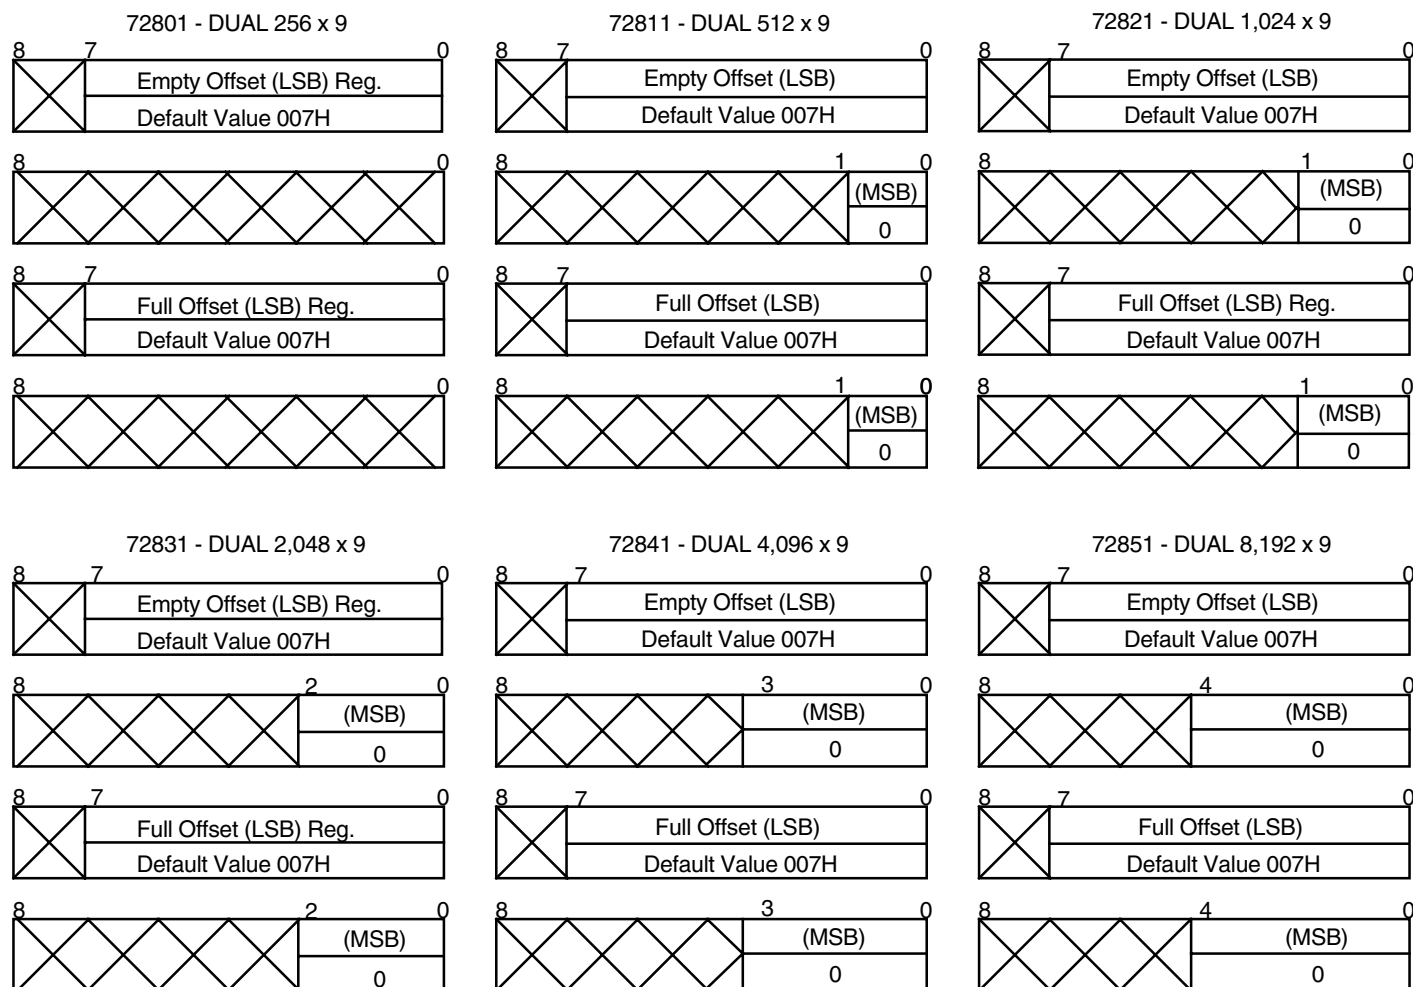 72801 - DUAL 256 x 9
8 7 0
Empty Offset (LSB) Reg.
Default Value 007H
8 0
8 7 0
Full Offset (LSB) Reg.
Default Value 007H
8 0
72811 - DUAL 512 x 9
8 7 0
Empty Offset (LSB)
Default Value 007H
8 1 0
(MSB)
0
8 7 0
Full Offset (LSB)
Default Value 007H
8 1 0
(MSB)
0
72821 - DUAL 1,024 x 9
8 7 0
Empty Offset (LSB)
Default Value 007H
8 1 0
(MSB)
0
8 7 0
Full Offset (LSB) Reg.
Default Value 007H
8 1 0
(MSB)
0
72831 - DUAL 2,048 x 9
8 7 0
Empty Offset (LSB) Reg.
Default Value 007H
8 2 0
(MSB)
0
8 7 0
Full Offset (LSB) Reg.
Default Value 007H
8 2 0
(MSB)
0
72841 - DUAL 4,096 x 9
8 7 0
Empty Offset (LSB)
Default Value 007H
8 3 0
(MSB)
0
8 7 0
Full Offset (LSB)
Default Value 007H
8 3 0
(MSB)
0
72851 - DUAL 8,192 x 9
8 7 0
Empty Offset (LSB)
Default Value 007H
8 4 0
(MSB)
0
8 7 0
Full Offset (LSB)
Default Value 007H
8 4 0
(MSB)
0